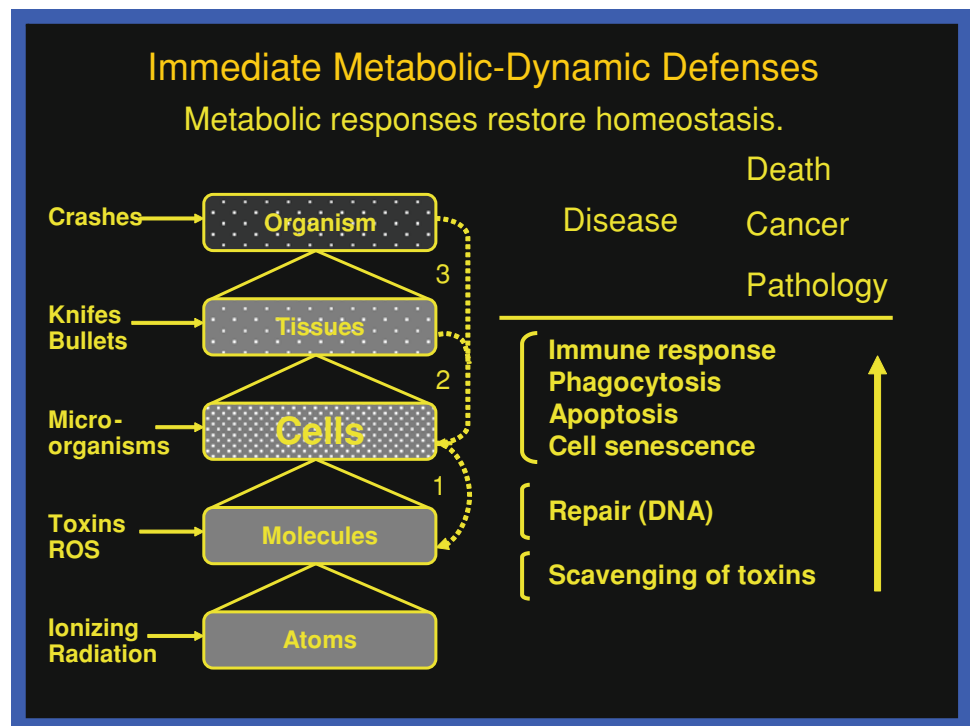 Immediate Metabolic-Dynamic Defenses
Metabolic responses restore homeostasis.
Death
Disease
Cancer
Pathology
Crashes
Organism
3
Knifes
Bullets
Tissues
2
Micro-
organisms
Cells
1
Toxins
ROS
Molecules
Ionizing
Radiation
Atoms
Immune response
Phagocytosis
Apoptosis
Cell senescence
Repair (DNA)
Scavenging of toxins